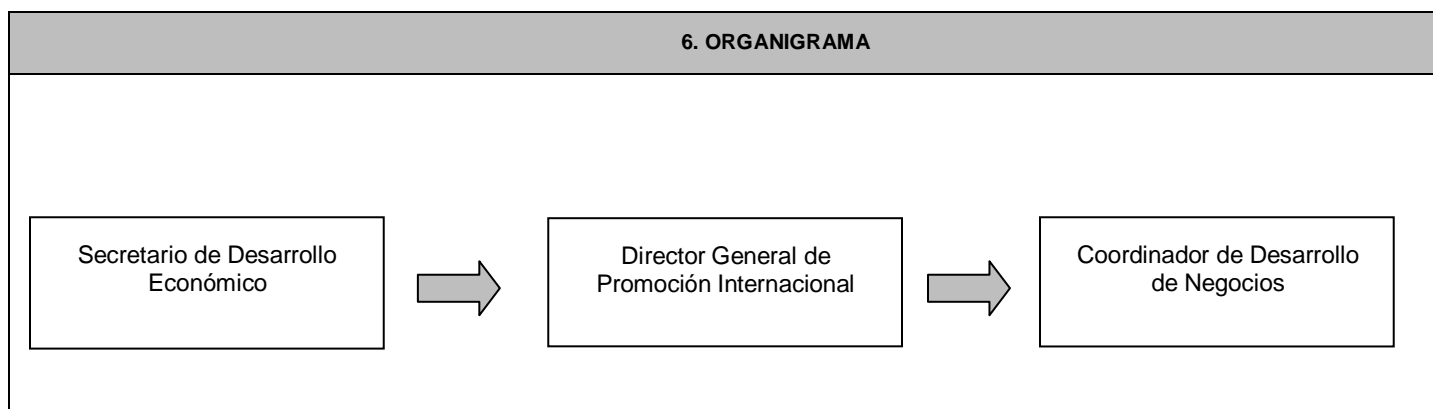 6. ORGANIGRAMA
Secretario de Desarrollo
Económico
Director General de
Promoción Internacional
Coordinador de Desarrollo
de Negocios